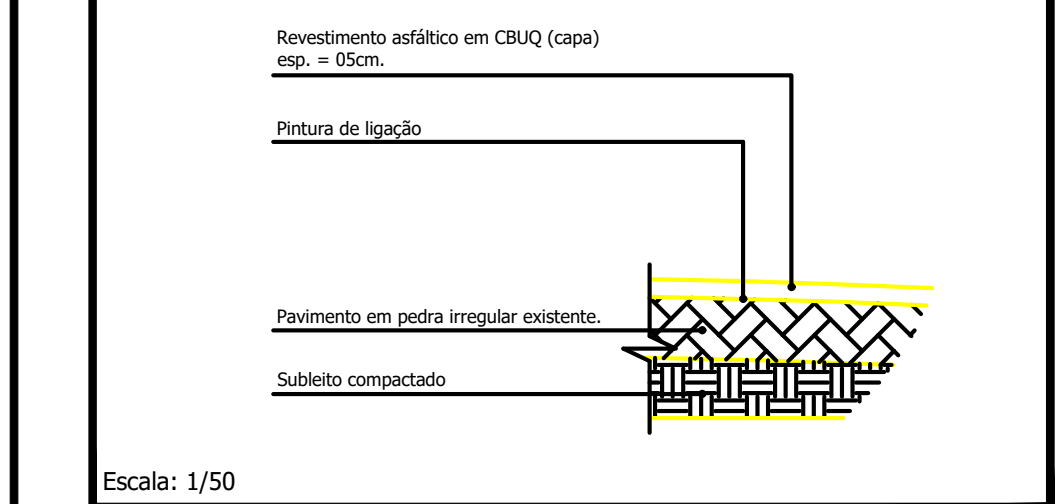 Revestimento asfáltico em CBUQ (capa)
esp. = 05cm.
Pintura de ligação
Pavimento em pedra irregular existente.
Subleito compactado
Escala: 1/50